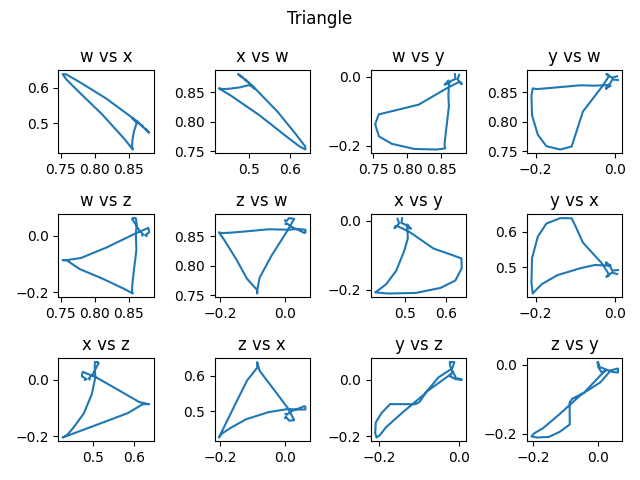 Triangle
w vs x
x vs w
w vs y
y vs w
0.6
0.5
0.75 0.80 0.85
0.85
0.80
0.75
0.5 0.6
0.0
−0.2
0.75 0.80 0.85
0.85
0.80
0.75
−0.2 0.0
w vs z
z vs w
x vs y
y vs x
0.0
−0.2
0.75 0.80 0.85
0.85
0.80
0.75
−0.2 0.0
0.0
−0.2
0.5 0.6
0.6
0.5
−0.2 0.0
x vs z
z vs x
y vs z
z vs y
0.0
−0.2
0.5 0.6
0.6
0.5
−0.2 0.0
0.0
−0.2
−0.2 0.0
0.0
−0.2
−0.2 0.0